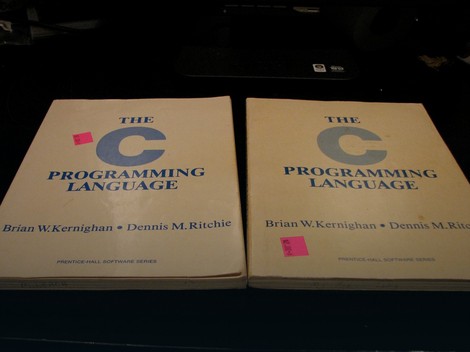 THE
C
PROGRAMMING
LANGUAGE
Brian W. Kernighan • Dennis M. Ritchie
PRENTICE-HALL SOFTWARE SERIES
THE
C
PROGRAMMING
LANGUAGE
Brian W. Kernighan • Dennis M. Ritc
PRENTICE-HALL SOFTWARE SERIES